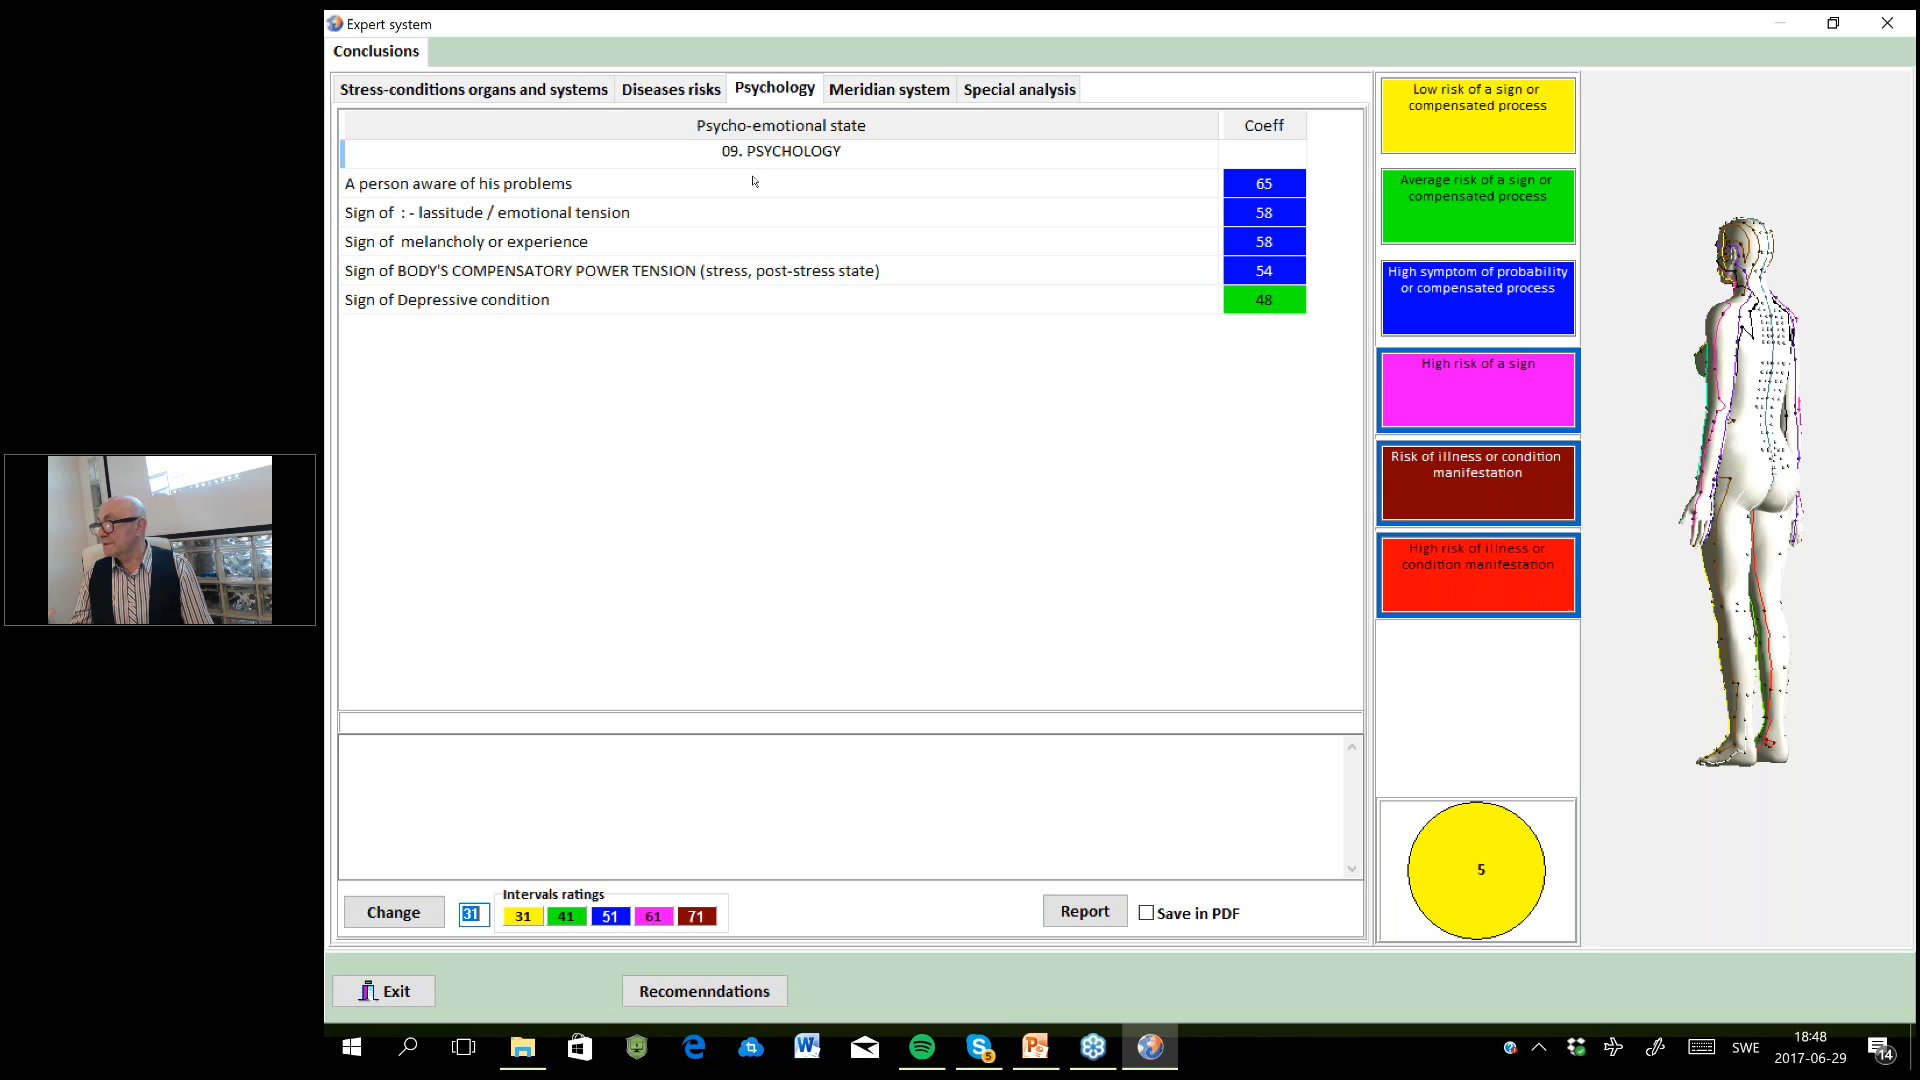 Expert system
Conclusions
Stress-conditions organs and systems
Diseases risks
Psychology
Meridian system
Special analysis
Psycho-emotional state
Coeff
09. PSYCHOLOGY
A person aware of his problems
65
Sign of : - lassitude / emotional tension
58
Sign of melancholy or experience
58
Sign of BODY'S COMPENSATORY POWER TENSION (stress, post-stress state)
54
Sign of Depressive condition
48
Low risk of a sign or
compensated process
Average risk of a sign or
compensated process
High symptom of probability
or compensated process
High risk of a sign
Risk of illness or condition
manifestation
High risk of illness or
condition manifestation
5
Change
31
Intervals ratings
31
41
51
61
71
Report
Save in PDF
Exit
Recomenndations
5
SWE
18:48
2017-06-29
14